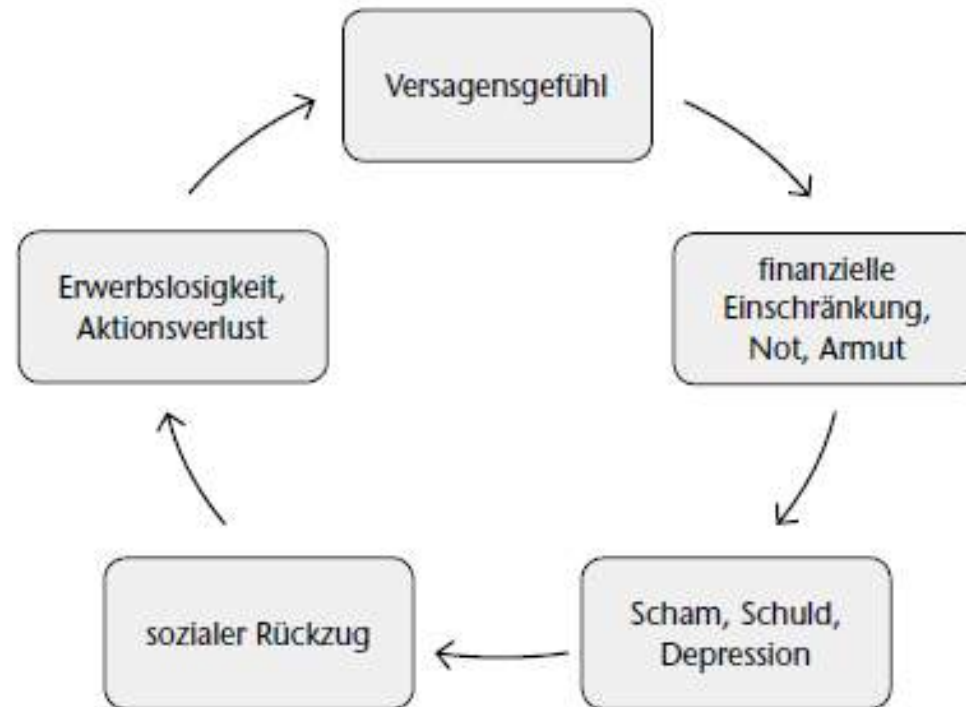 Versagensgefühl
finanzielle
Einschränkung,
Not, Armut
Scham, Schuld,
Depression
sozialer Rückzug
Erwerbslosigkeit,
Aktionsverlust